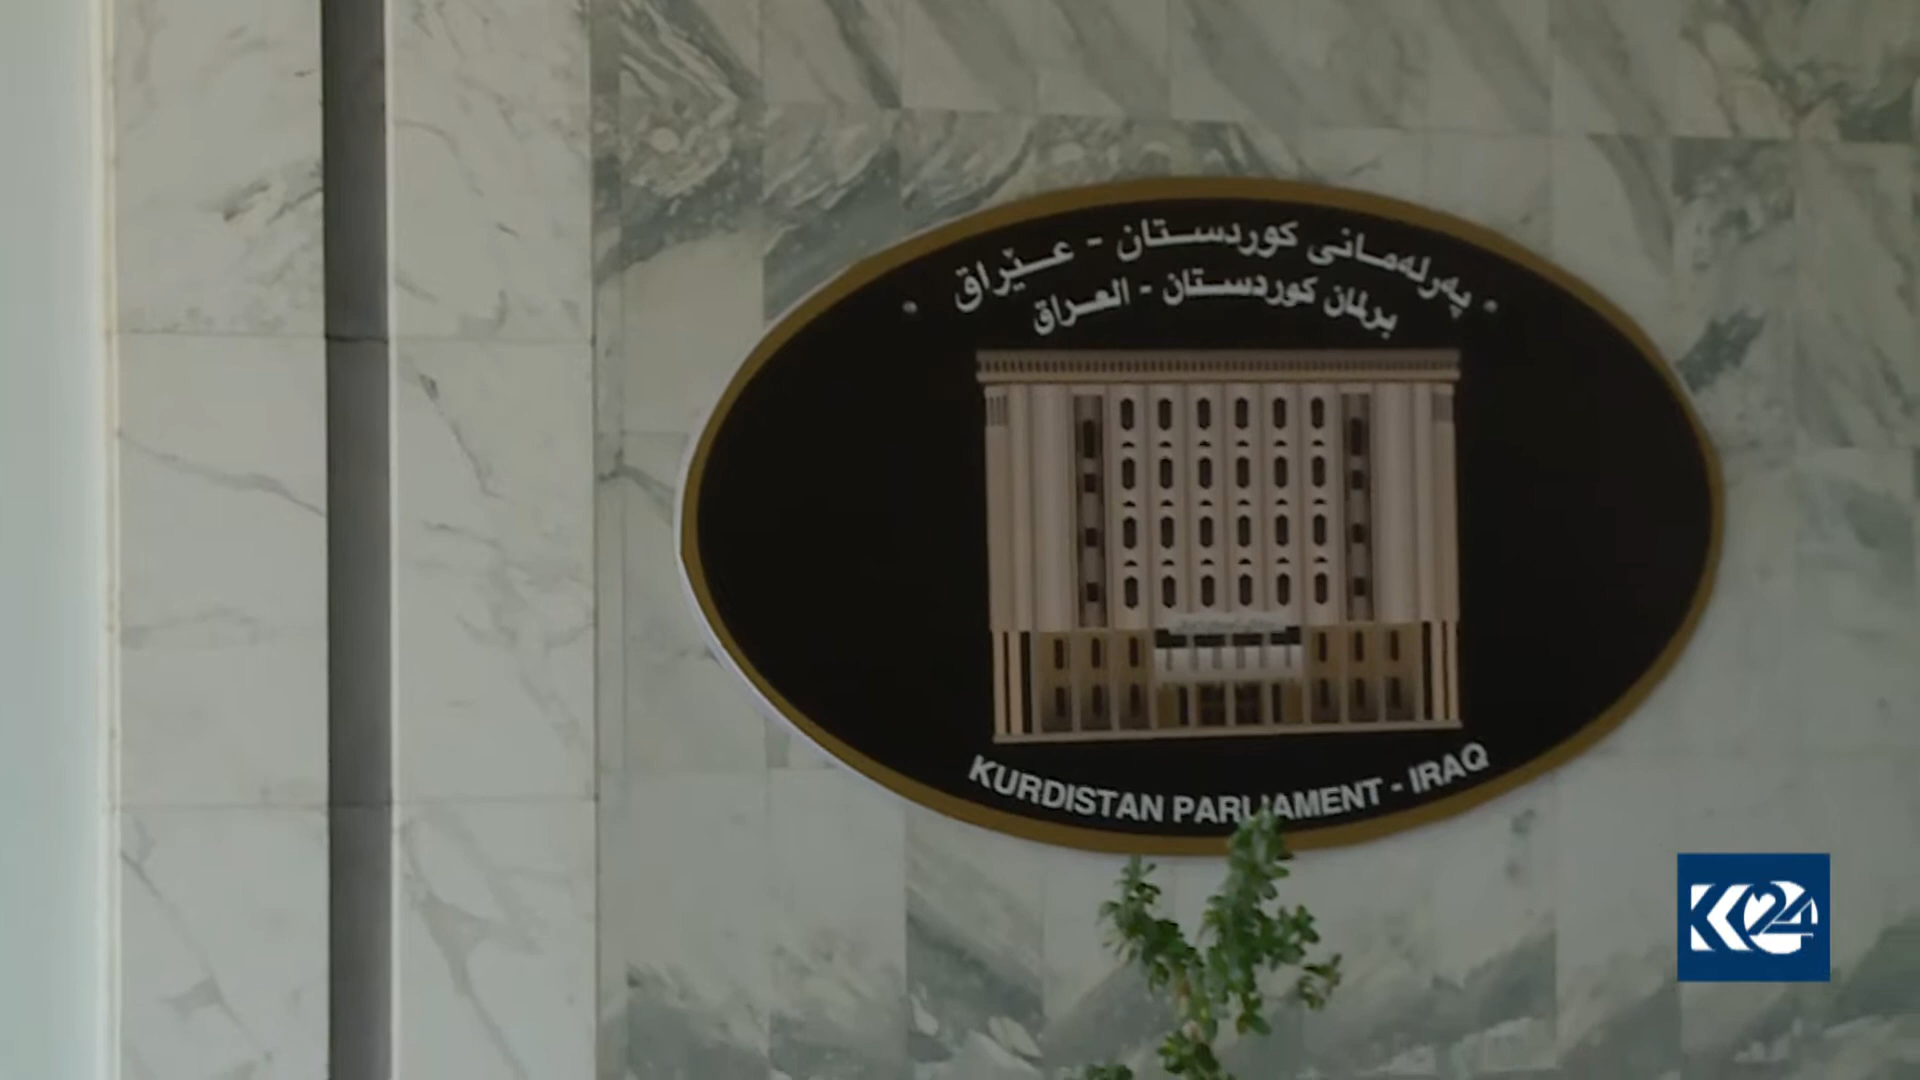 پەرلەمانی کوردستان - عێراق
برلمان كوردستان - العراق
KURDISTAN PARLIAMENT - IRAQ
K24